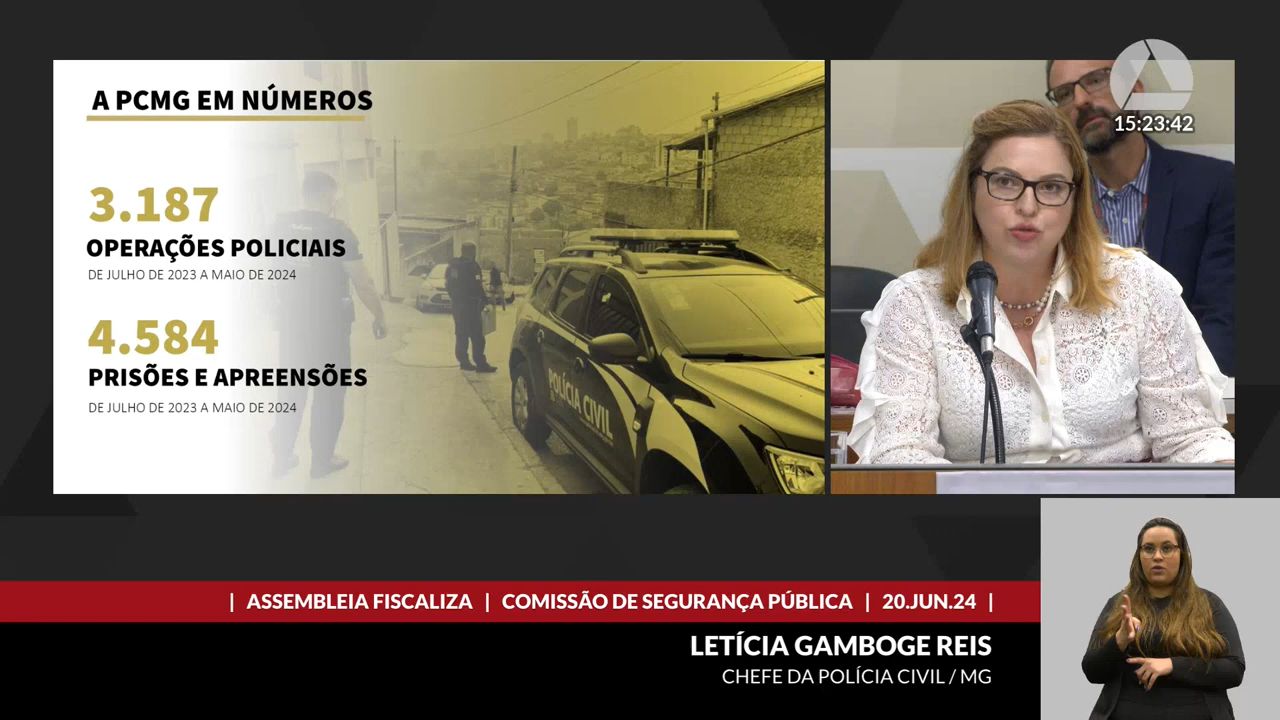 A PCMG EM NÚMEROS
3.187
OPERAÇÕES POLICIAIS
DE JULHO DE 2023 A MAIO DE 2024
4.584
PRISÕES E APREENSÕES
DE JULHO DE 2023 A MAIO DE 2024
POLÍCIA CIVIL
15:23:42
| ASSEMBLEIA FISCALIZA | COMISSÃO DE SEGURANÇA PÚBLICA | 20.JUN.24 |
LETÍCIA GAMBOGE REIS
CHEFE DA POLÍCIA CIVIL / MG